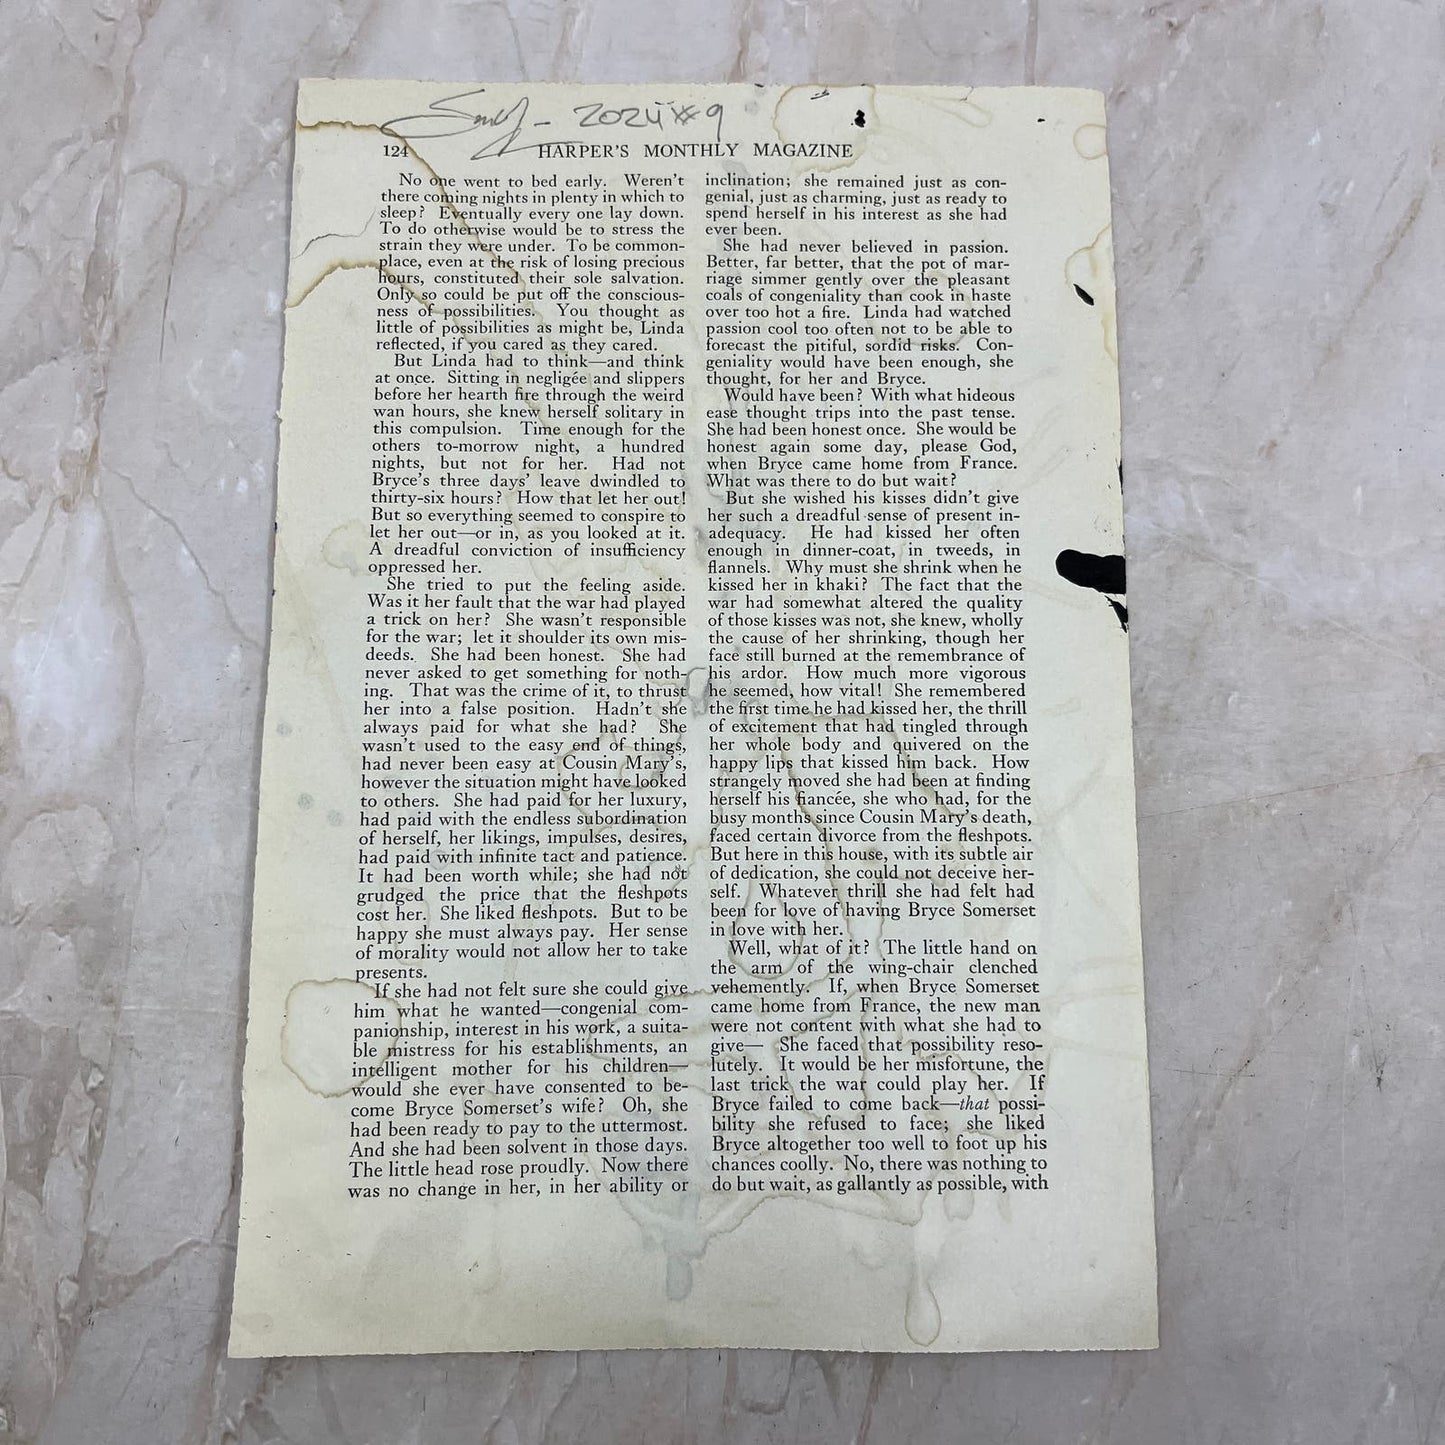 2024 #9
124 HARPER'S MONTHLY MAGAZINE
No one went to bed early. Weren't
there coming nights in plenty in which to
sleep? Eventually every one lay down.
To do otherwise would be to stress the
strain they were under. To be common-
place, even at the risk of losing precious
hours, constituted their sole salvation.
Only so could be put off the conscious-
ness of possibilities. You thought as
little of possibilities as might be, Linda
reflected, if you cared as they cared.
But Linda had to think—and think
at once. Sitting in negligée and slippers
before her hearth fire through the weird
wan hours, she knew herself solitary in
this compulsion. Time enough for the
others to-morrow night, a hundred
nights, but not for her. Had not
Bryce's three days' leave dwindled to
thirty-six hours? How that let her out!
But so everything seemed to conspire to
let her out—or in, as you looked at it.
A dreadful conviction of insufficiency
oppressed her.
She tried to put the feeling aside.
Was it her fault that the war had played
a trick on her? She wasn't responsible
for the war; let it shoulder its own mis-
deeds. She had been honest. She had
never asked to get something for noth-
ing. That was the crime of it, to thrust
her into a false position. Hadn't she
always paid for what she had? She
wasn't used to the easy end of things,
had never been easy at Cousin Mary's,
however the situation might have looked
to others. She had paid for her luxury,
had paid with the endless subordination
of herself, her likings, impulses, desires,
had paid with infinite tact and patience.
It had been worth while; she had not
grudged the price that the fleshpots
cost her. She liked fleshpots. But to be
happy she must always pay. Her sense
of morality would not allow her to take
presents.
If she had not felt sure she could give
him what he wanted—congenial com-
panionship, interest in his work, a suita-
ble mistress for his establishments, an
intelligent mother for his children—
would she ever have consented to be-
come Bryce Somerset's wife? Oh, she
had been ready to pay to the uttermost.
And she had been solvent in those days.
The little head rose proudly. Now there
was no change in her, in her ability or
inclination; she remained just as con-
genial, just as charming, just as ready to
spend herself in his interest as she had
ever been.
She had never believed in passion.
Better, far better, that the pot of mar-
riage simmer gently over the pleasant
coals of congeniality than cook in haste
over too hot a fire. Linda had watched
passion cool too often not to be able to
forecast the pitiful, sordid risks. Con-
geniality would have been enough, she
thought, for her and Bryce.
Would have been? With what hideous
ease thought trips into the past tense.
She had been honest once. She would be
honest again some day, please God,
when Bryce came home from France.
What was there to do but wait?
But she wished his kisses didn't give
her such a dreadful sense of present in-
adequacy. He had kissed her often
enough in dinner-coat, in tweeds, in
flannels. Why must she shrink when he
kissed her in khaki? The fact that the
war had somewhat altered the quality
of those kisses was not, she knew, wholly
the cause of her shrinking, though her
face still burned at the remembrance of
his ardor. How much more vigorous
he seemed, how vital! She remembered
the first time he had kissed her, the thrill
of excitement that had tingled through
her whole body and quivered on the
happy lips that kissed him back. How
strangely moved she had been at finding
herself his fiancée, she who had, for the
busy months since Cousin Mary's death,
faced certain divorce from the fleshpots.
But here in this house, with its subtle air
of dedication, she could not deceive her-
self. Whatever thrill she had felt had
been for love of having Bryce Somerset
in love with her.
Well, what of it? The little hand on
the arm of the wing-chair clenched
vehemently. If, when Bryce Somerset
came home from France, the new man
were not content with what she had to
give— She faced that possibility reso-
lutely. It would be her misfortune, the
last trick the war could play her. If
Bryce failed to come back—that possi-
bility she refused to face; she liked
Bryce altogether too well to foot up his
chances coolly. No, there was nothing to
do but wait, as gallantly as possible, with